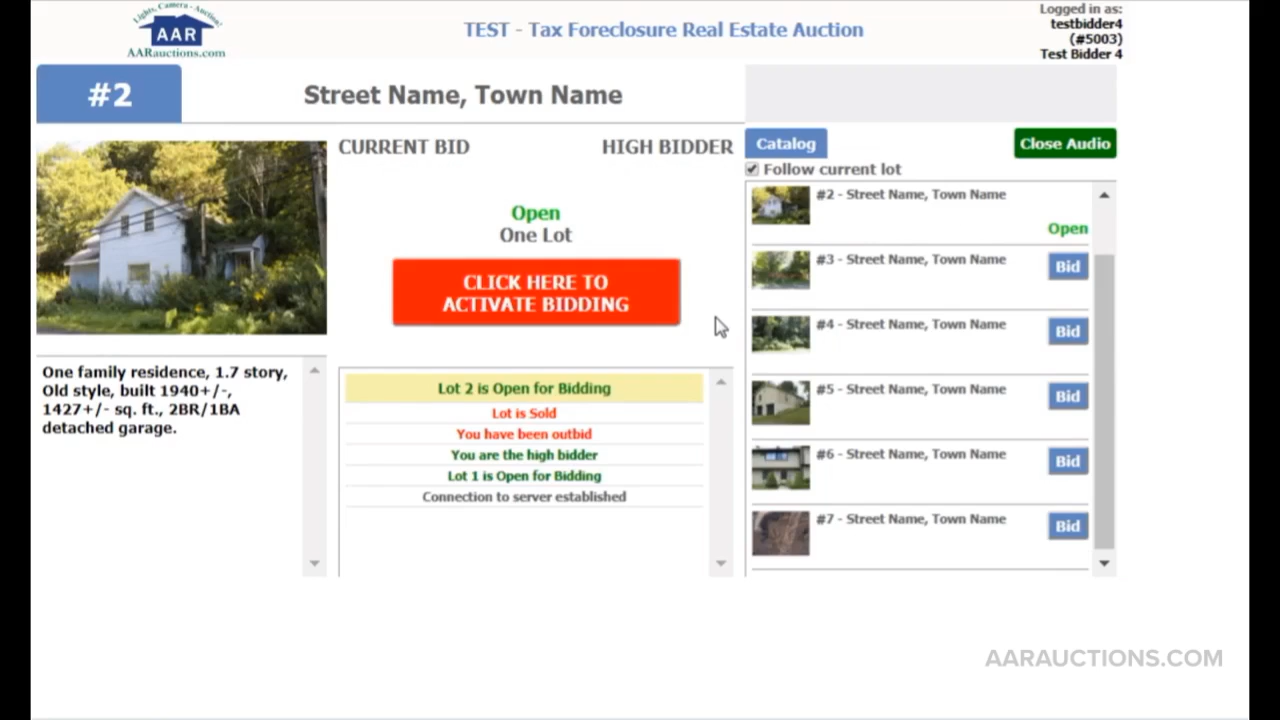 Lights, Camera - Auction!
AAR
AARauctions.com
TEST - Tax Foreclosure Real Estate Auction
Logged in as:
testbidder4
(#5003)
Test Bidder 4
#2
Street Name, Town Name
CURRENT BID
HIGH BIDDER
Open
One Lot
CLICK HERE TO
ACTIVATE BIDDING
One family residence, 1.7 story,
Old style, built 1940+/-,
1427+/- sq. ft., 2BR/1BA
detached garage.
Lot 2 is Open for Bidding
Lot is Sold
You have been outbid
You are the high bidder
Lot 1 is Open for Bidding
Connection to server established
Catalog
Close Audio
Follow current lot
#2 - Street Name, Town Name
Open
#3 - Street Name, Town Name
Bid
#4 - Street Name, Town Name
Bid
#5 - Street Name, Town Name
Bid
#6 - Street Name, Town Name
Bid
#7 - Street Name, Town Name
Bid
AARAUCTIONS.COM